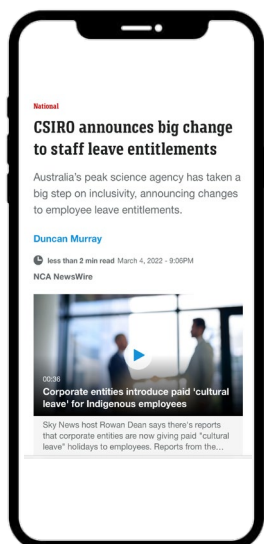 National
CSIRO announces big change
to staff leave entitlements
Australia's peak science agency has taken a
big step on inclusivity, announcing changes
to employee leave entitlements.
Duncan Murray
less than 2 min read March 4, 2022 - 9:06PM
NCA NewsWire
00:36
Corporate entities introduce paid 'cultural
leave' for Indigenous employees
Sky News host Rowan Dean says there's reports
that corporate entities are now giving paid "cultural
leave" holidays to employees. Reports from the...